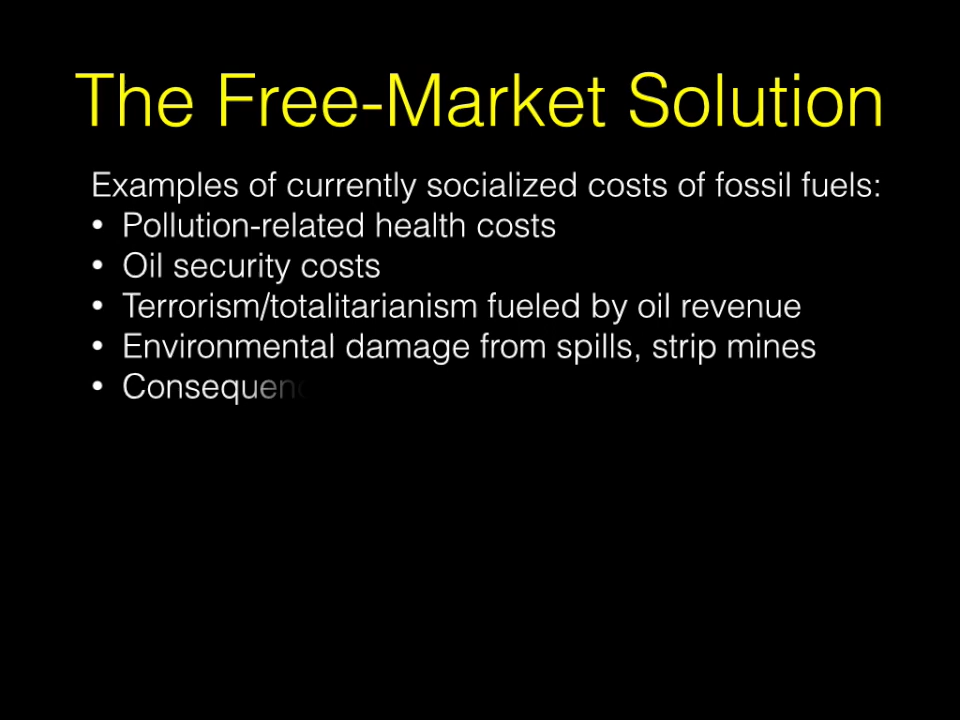 The Free-Market Solution
Examples of currently socialized costs of fossil fuels:
• Pollution-related health costs
• Oil security costs
• Terrorism/totalitarianism fueled by oil revenue
• Environmental damage from spills, strip mines
•